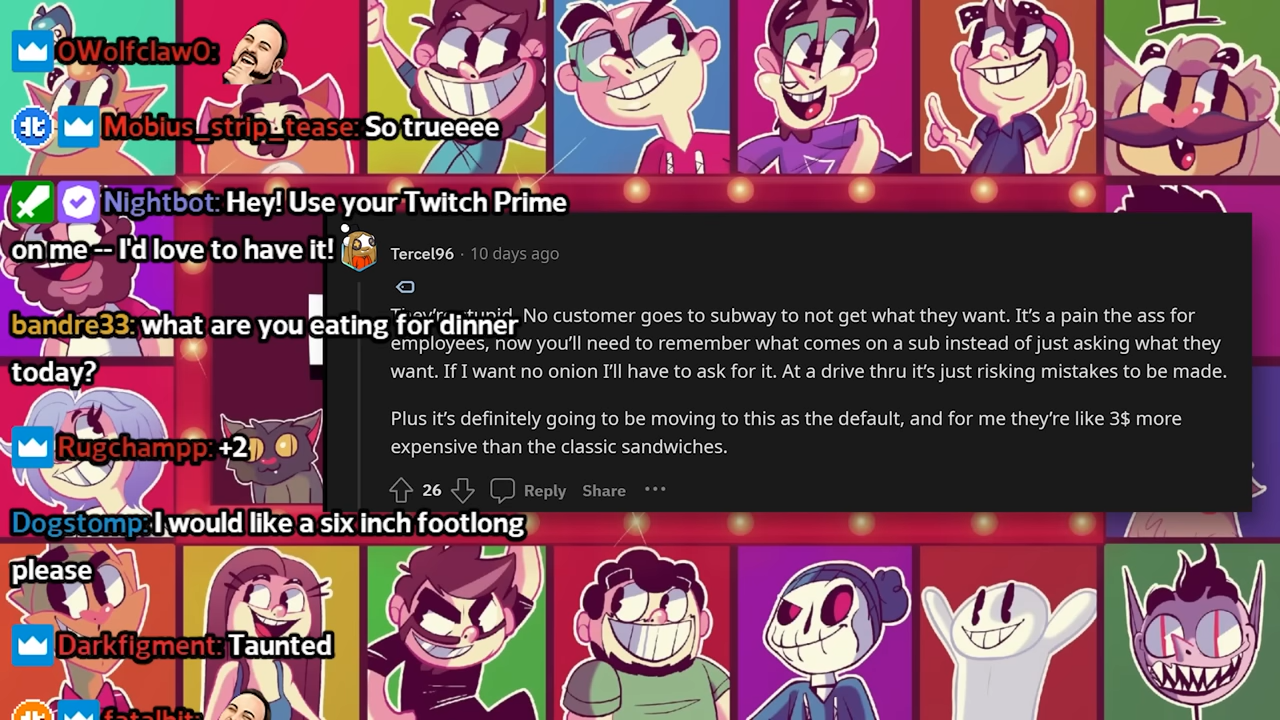 OWolfclawO:
Mobius_strip_tease: So trueeee
Nightbot: Hey! Use your Twitch Prime
on me -- I'd love to have it!
bandre33: what are you eating for dinner
today?
Rugchampp: +2
Dogstomp: I would like a six inch footlong
please
Darkfigment: Taunted
fatalbit:
Tercel96 · 10 days ago
They're stupid. No customer goes to subway to not get what they want. It's a pain the ass for
employees, now you'll need to remember what comes on a sub instead of just asking what they
want. If I want no onion I'll have to ask for it. At a drive thru it's just risking mistakes to be made.
Plus it's definitely going to be moving to this as the default, and for me they're like 3$ more
expensive than the classic sandwiches.
26 Reply Share ···